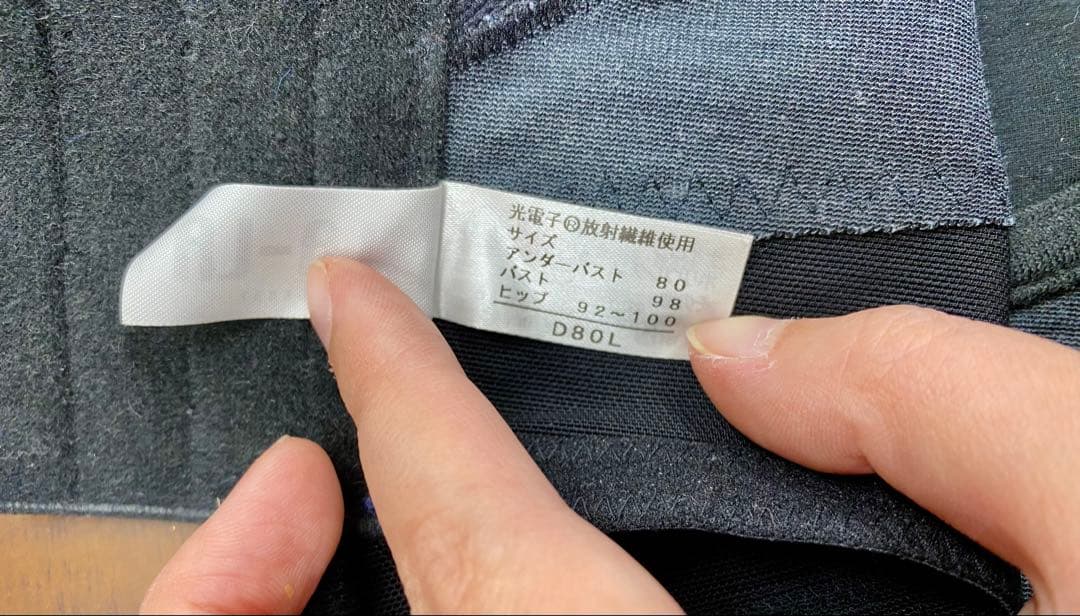 光電子®放射繊維使用
サイズ
アンダーバスト 80
バスト 98
ヒップ 92～100
D80L